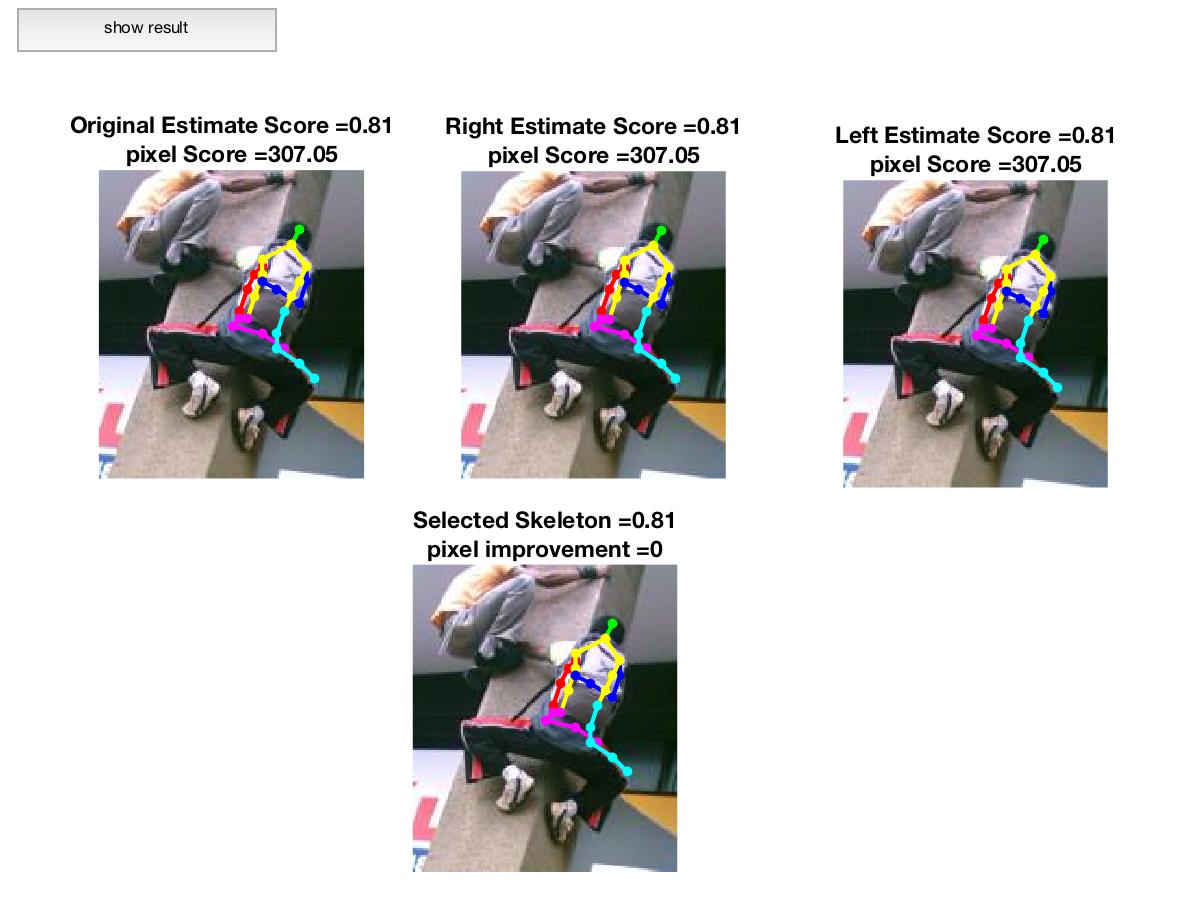 show result
Original Estimate Score =0.81
pixel Score =307.05
Right Estimate Score =0.81
pixel Score =307.05
Left Estimate Score =0.81
pixel Score =307.05
Selected Skeleton =0.81
pixel improvement =0